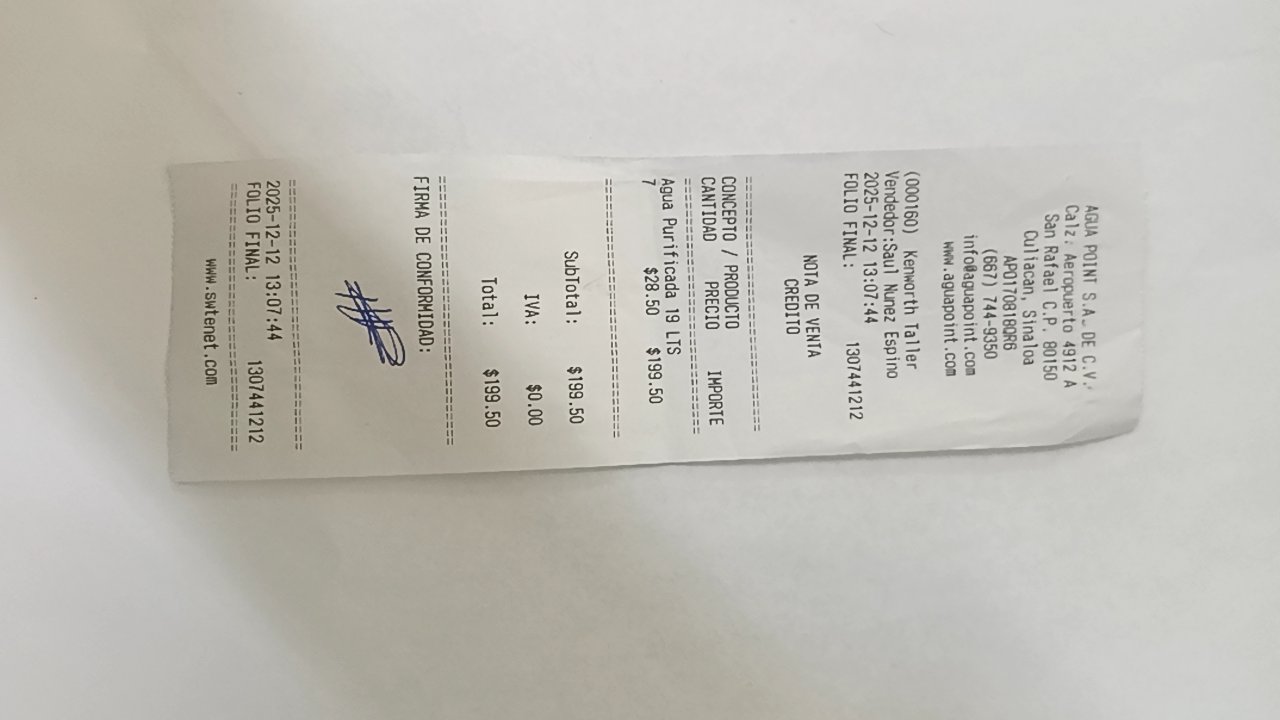 AGUA POINT S.A. DE C.V.
Calz. Aeropuerto 4912 A
San Rafael C.P. 80150
Culiacan, Sinaloa
APO170818QR6
(667) 744-9350
info@aguapoint.com
www.aguapoint.com
(000160) Kenworth Taller
Vendedor:Saul Nunez Espino
2025-12-12 13:07:44
FOLIO FINAL: 1307441212
NOTA DE VENTA
CREDITO
CONCEPTO / PRODUCTO
CANTIDAD PRECIO IMPORTE
Agua Purificada 19 LTS
7 $28.50 $199.50
SubTotal: $199.50
IVA: $0.00
Total: $199.50
FIRMA DE CONFORMIDAD:
2025-12-12 13:07:44
FOLIO FINAL: 1307441212
www.swtenet.com